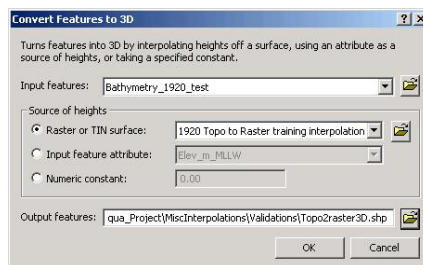 Convert Features to 3D
Turns features into 3D by interpolating heights off a surface, using an attribute as a
source of heights, or taking a specified constant.
Input features: Bathymetry_1920_test
Source of heights
Raster or TIN surface: 1920 Topo to Raster training interpolation
Input feature attribute: Elev_m_MLLW
Numeric constant: 0.00
Output features: qua_Project\MiscInterpolations\Validations\Topo2raster3D.shp
OK Cancel